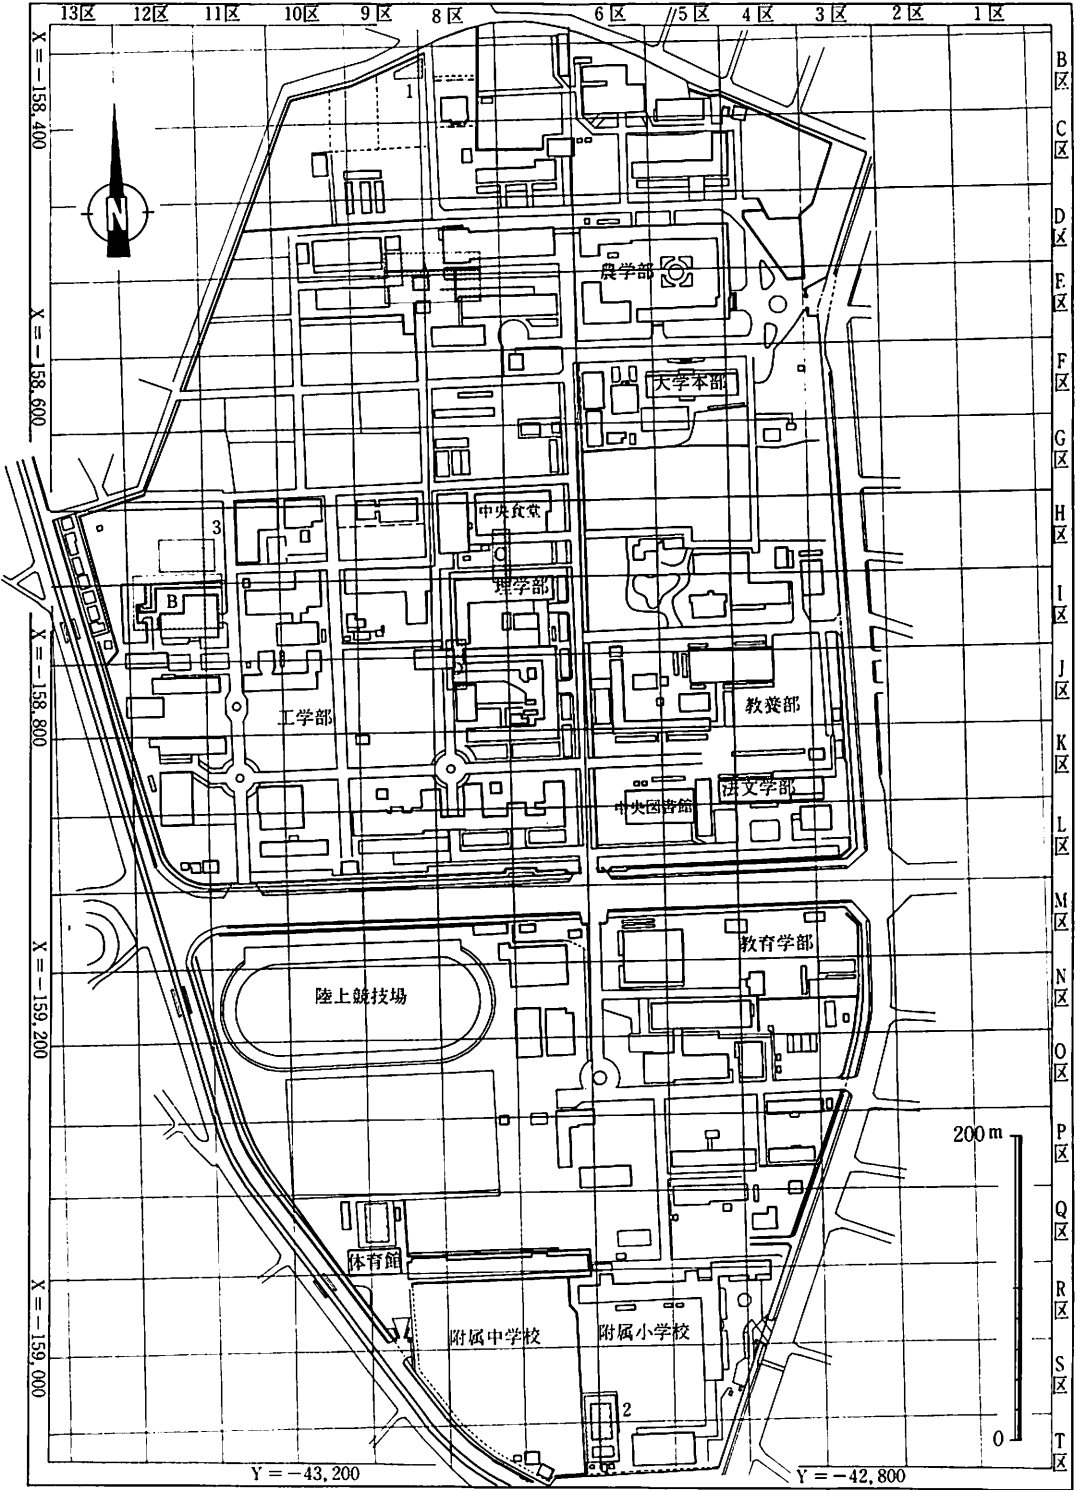 13区 12区 11区 10区 9区 8区 6区 5区 4区 3区 2区 1区
B区
C区
D区
E区
F区
G区
H区
I区
J区
K区
L区
M区
N区
O区
P区
Q区
R区
S区
T区
X=-158,400
X=-158,600
X=-158,800
X=-159,200
X=-159,000
N
1
農学部
大学本部
中央食堂
3
理学部
B
教養部
工学部
法文学部
中央図書館
教育学部
陸上競技場
200m
体育館
附属中学校
附属小学校
2
0
Y=-43,200
Y=-42,800